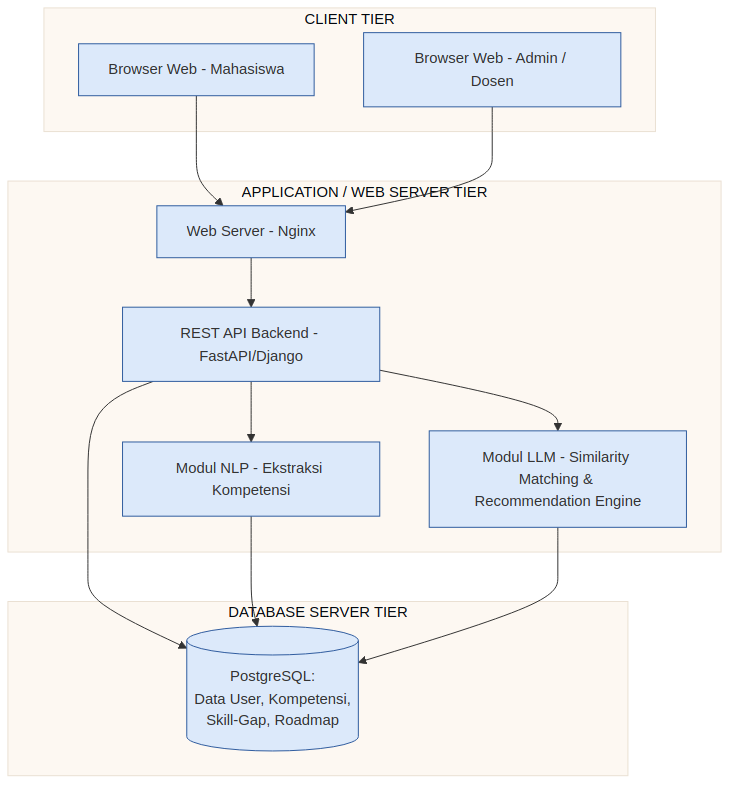 CLIENT TIER
Browser Web - Mahasiswa
Browser Web - Admin /
Dosen
APPLICATION / WEB SERVER TIER
Web Server - Nginx
REST API Backend -
FastAPI/Django
Modul NLP - Ekstraksi
Kompetensi
Modul LLM - Similarity
Matching &
Recommendation Engine
DATABASE SERVER TIER
PostgreSQL:
Data User, Kompetensi,
Skill-Gap, Roadmap